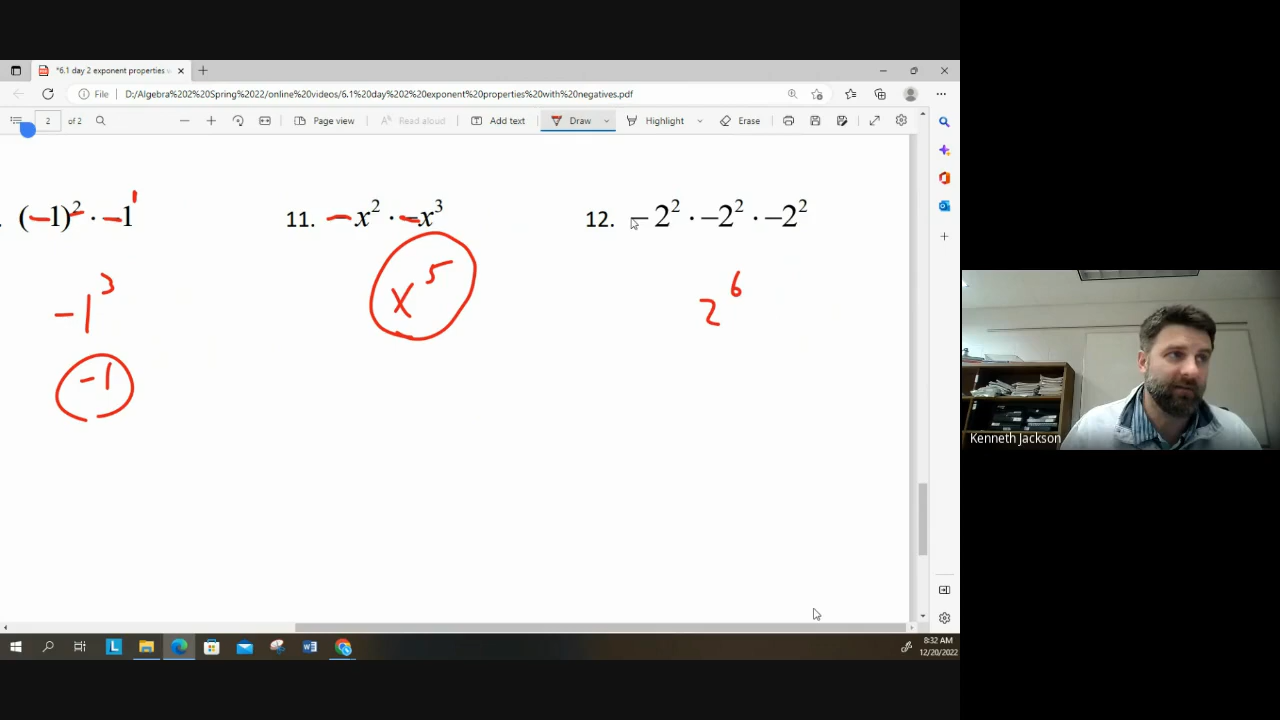 *6.1 day 2 exponent properties w
File
D:/Algebra%202%20Spring%2022/online%20videos/6.1%20day%202%20exponent%20properties%20with%20negatives.pdf
2 of 2
Page view
Read aloud
Add text
Draw
Highlight
Erase
. (−1)² · −1¹
11. −x² · −x³
12. −2² · −2² · −2²
-1³
-1
x⁵
2⁶
Kenneth Jackson
8:32 AM
12/20/2022